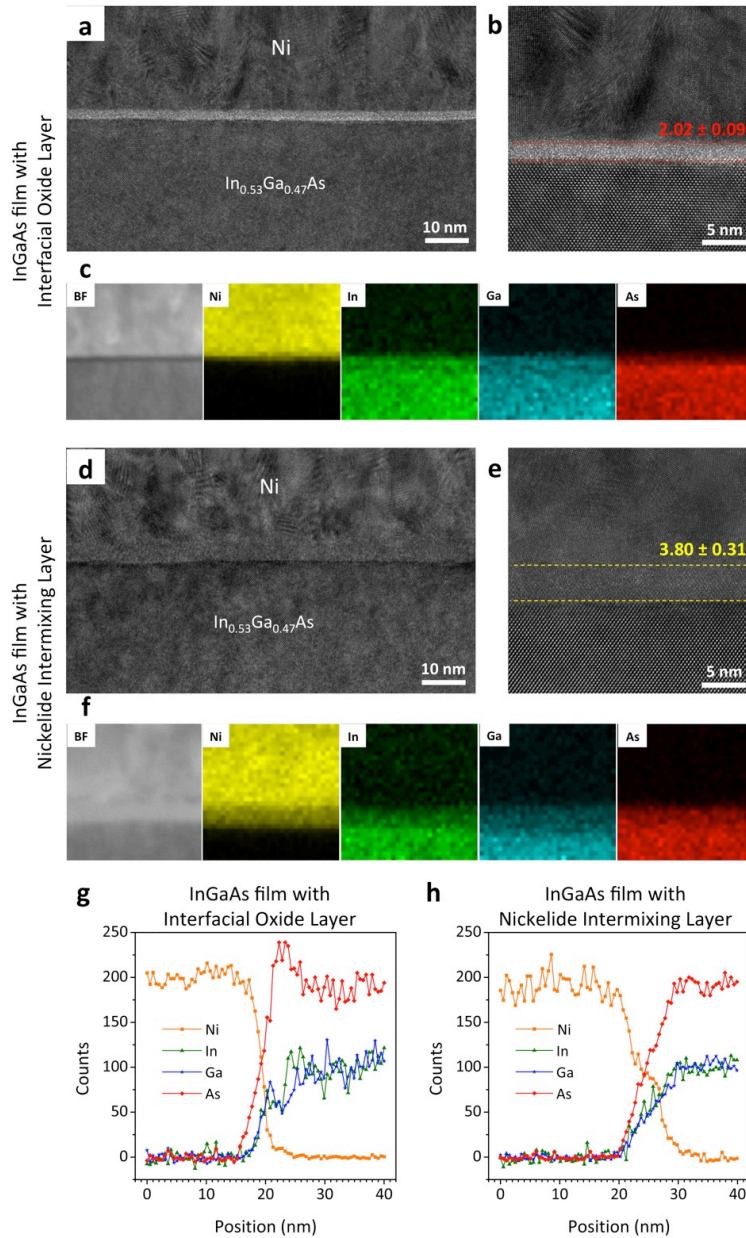 InGaAs film with
Interfacial Oxide Layer
a
Ni
In0.53Ga0.47As
10 nm
b
2.02 ± 0.09
5 nm
c
BF
Ni
In
Ga
As
InGaAs film with
Nickelide Intermixing Layer
d
Ni
In0.53Ga0.47As
10 nm
e
3.80 ± 0.31
5 nm
f
BF
Ni
In
Ga
As
g
InGaAs film with
Interfacial Oxide Layer
250
200
150
100
50
0
Counts
Ni
In
Ga
As
0
10
20
30
40
Position (nm)
h
InGaAs film with
Nickelide Intermixing Layer
250
200
150
100
50
0
Counts
Ni
In
Ga
As
0
10
20
30
40
Position (nm)